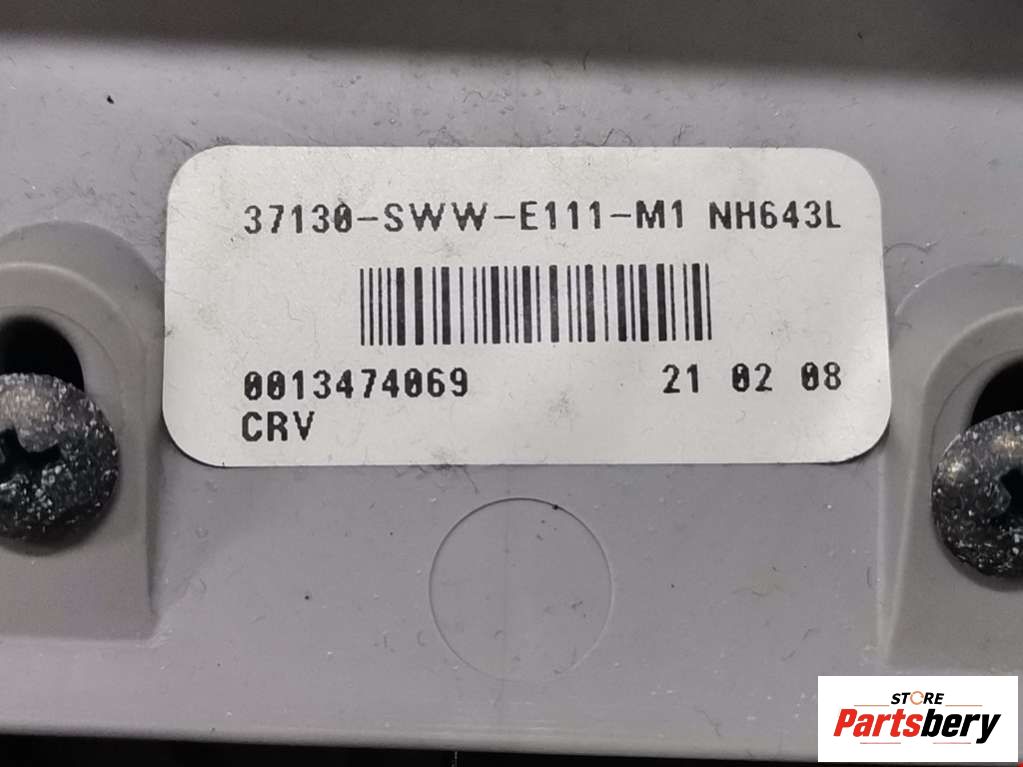 37130-SWW-E111-M1 NH643L
0013474069 21 02 08
CRV
STORE
Partsbery